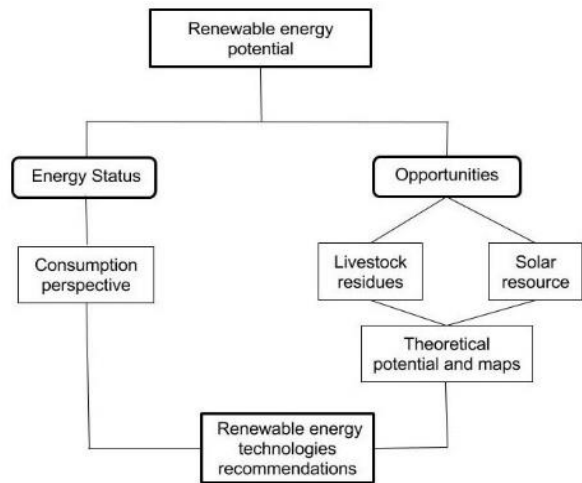 Renewable energy
potential
Energy Status
Opportunities
Consumption
perspective
Livestock
residues
Solar
resource
Theoretical
potential and maps
Renewable energy
technologies
recommendations